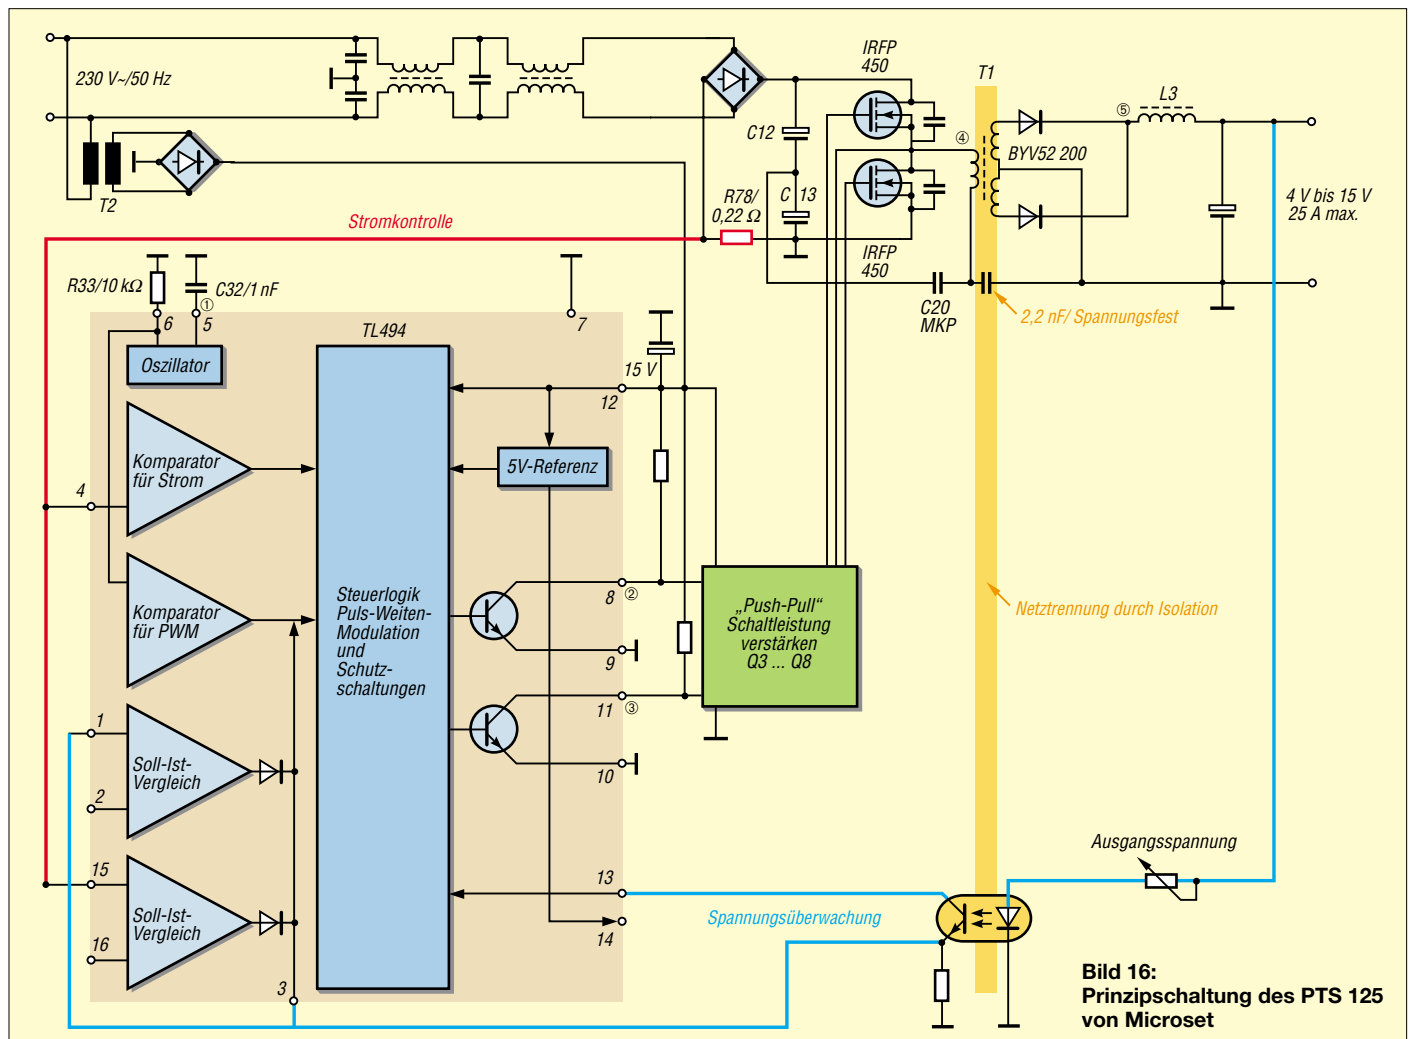 230 V~/50 Hz
T2
IRFP
450
T1
L3
④
⑤
C12
BYV52 200
C 13
R78/
0,22 Ω
4 V bis 15 V
25 A max.
Stromkontrolle
IRFP
450
R33/10 kΩ
C32/1 nF
①
C20
MKP
2,2 nF/ Spannungsfest
6
5
7
TL494
Oszillator
15 V
12
Komparator
für Strom
5V-Referenz
4
Komparator
für PWM
Steuerlogik
Puls-Weiten-
Modulation
und
Schutz-
schaltungen
8
②
9
„Push-Pull“
Schaltleistung
verstärken
Q3 ... Q8
Netztrennung durch Isolation
11
③
10
1
Soll-Ist-
Vergleich
2
15
Soll-Ist-
Vergleich
16
3
13
14
Spannungsüberwachung
Ausgangsspannung
Bild 16:
Prinzipschaltung des PTS 125
von Microset